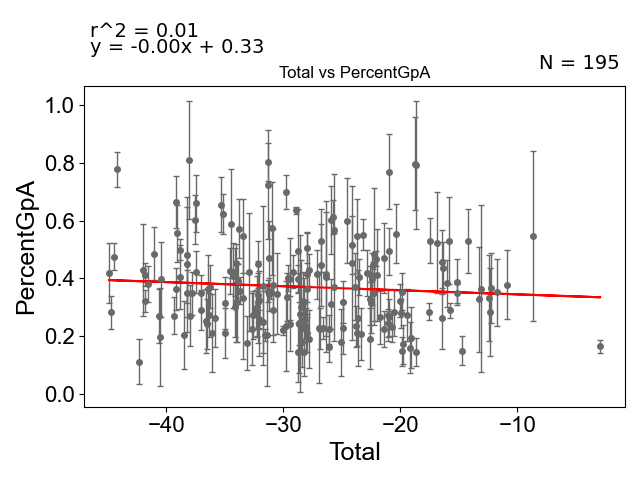 r^2 = 0.01
y = -0.00x + 0.33
N = 195
Total vs PercentGpA
PercentGpA
1.0
0.8
0.6
0.4
0.2
0.0
−40 −30 −20 −10
Total